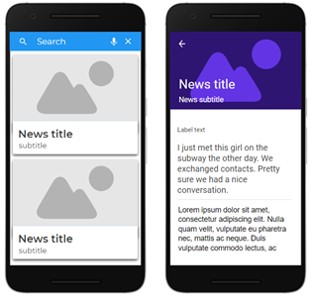 Search
News title
subtitle
News title
subtitle
News title
News subtitle
Label text
I just met this girl on the
subway the other day. We
exchanged contacts. Pretty
sure we had a nice
conversation.
Lorem ipsum dolor sit amet,
consectetur adipiscing elit. Nulla
quam velit, vulputate et pharetra
nec, mattis ac neque. Duis
vulputate commodo lectus, ac